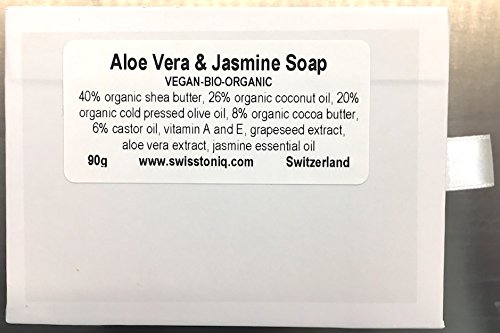 Aloe Vera & Jasmine Soap
VEGAN-BIO-ORGANIC
40% organic shea butter, 26% organic coconut oil, 20%
organic cold pressed olive oil, 8% organic cocoa butter,
6% castor oil, vitamin A and E, grapeseed extract,
aloe vera extract, jasmine essential oil
90g www.swisstoniq.com Switzerland